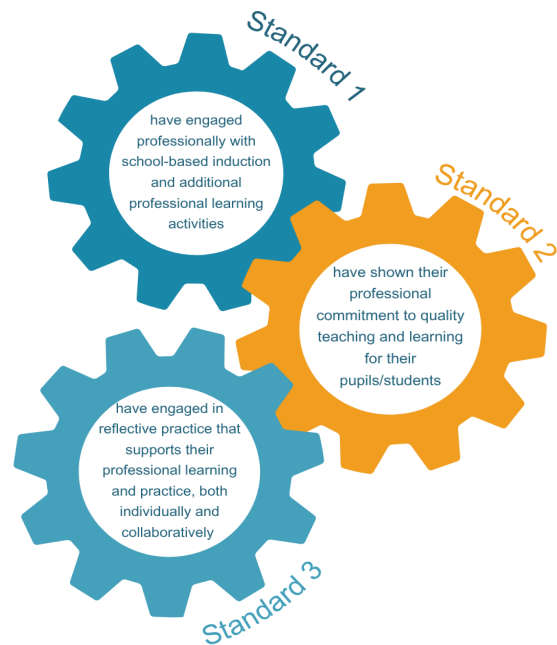 Standard 1
have engaged
professionally with
school-based induction
and additional
professional learning
activities
Standard 2
have shown their
professional
commitment to quality
teaching and learning
for their
pupils/students
have engaged in
reflective practice that
supports their
professional learning
and practice, both
individually and
collaboratively
Standard 3